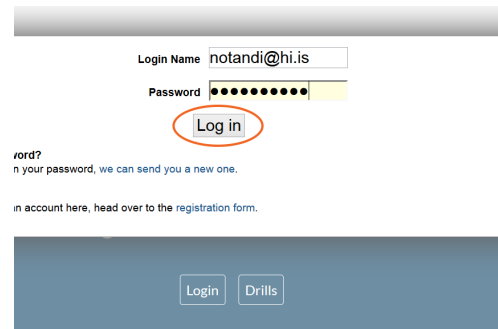 Login Name notandi@hi.is
Password ●●●●●●●●●●
Log in
word?
n your password, we can send you a new one.
n account here, head over to the registration form.
Login Drills